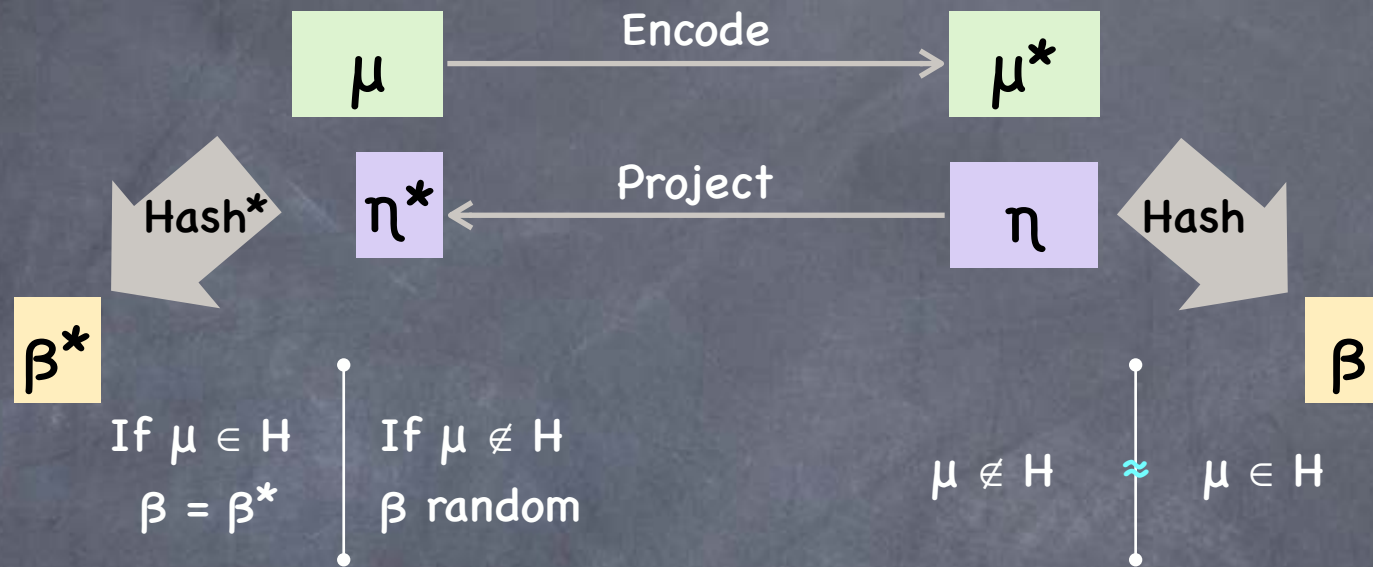 Encode
μ
μ*
Project
η*
η
Hash*
Hash
β*
β
If μ ∈ H
β = β*
If μ ∉ H
β random
μ ∉ H ≈ μ ∈ H